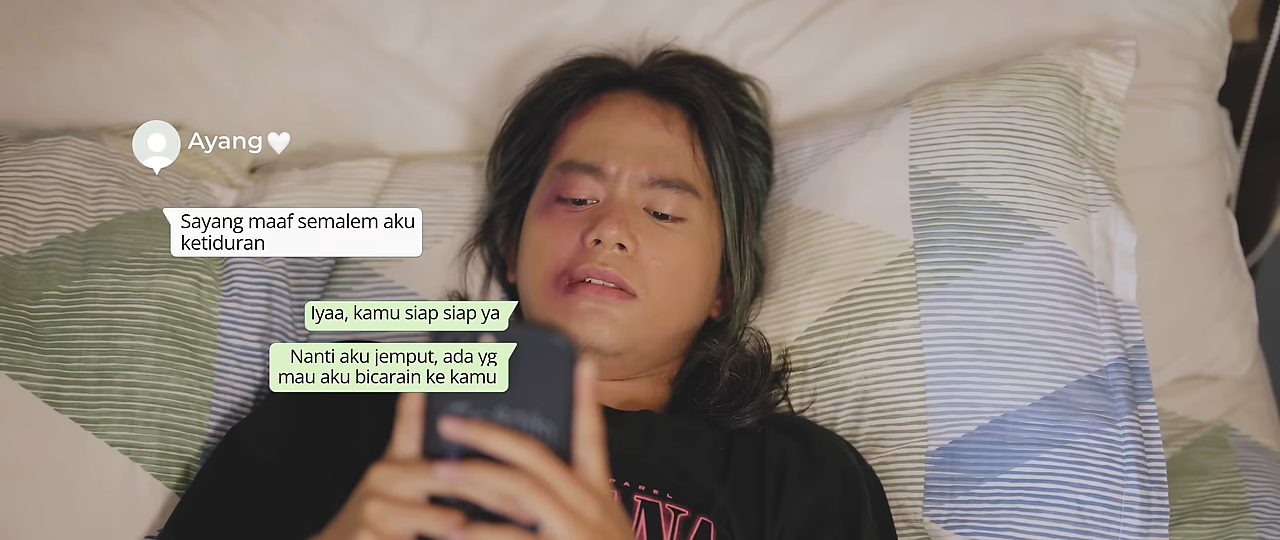 Ayang🤍
Sayang maaf semalem aku
ketiduran
Iyaa, kamu siap siap ya
Nanti aku jemput, ada yg
mau aku bicarain ke kamu